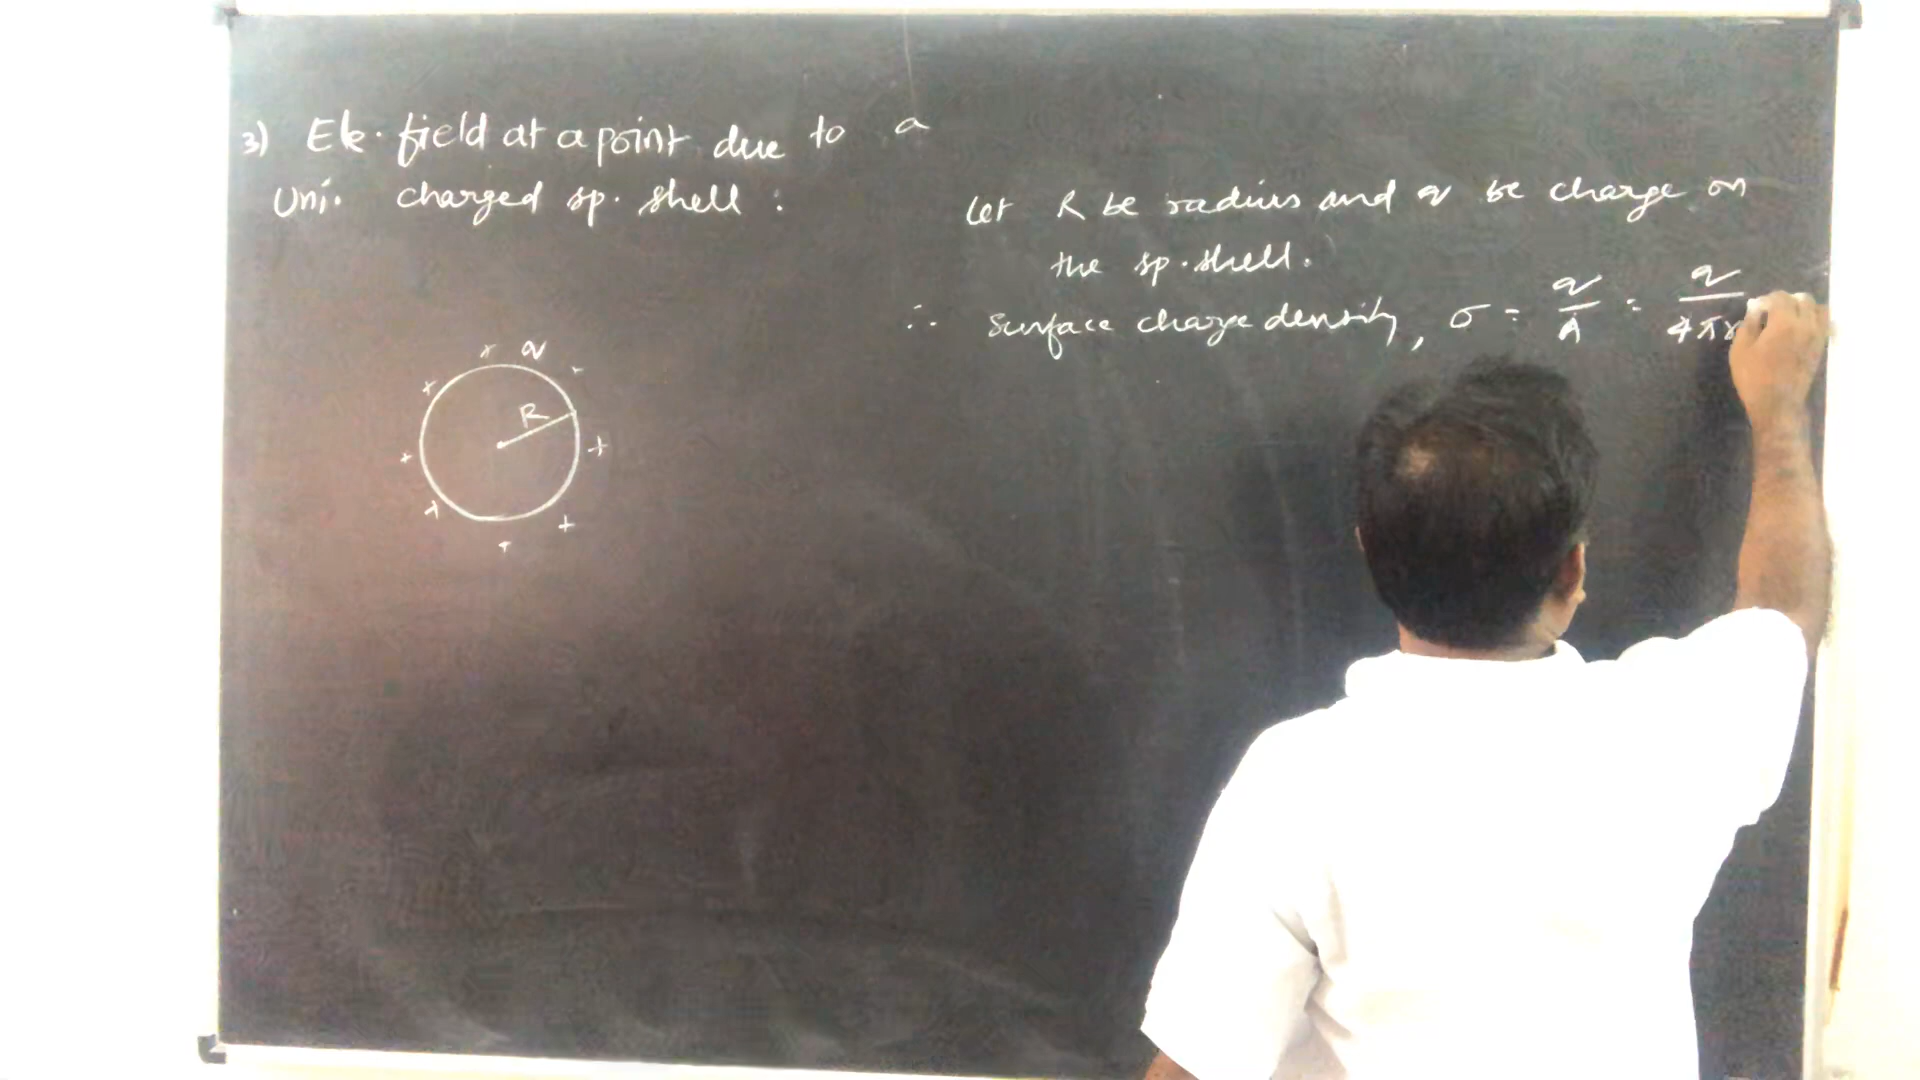 3) Ele. field at a point due to a
Uni. charged sp. shell :
q
R
Let R be radius and q be charge on
the sp. shell.
∴ Surface charge density, σ = q/A = q/4πr